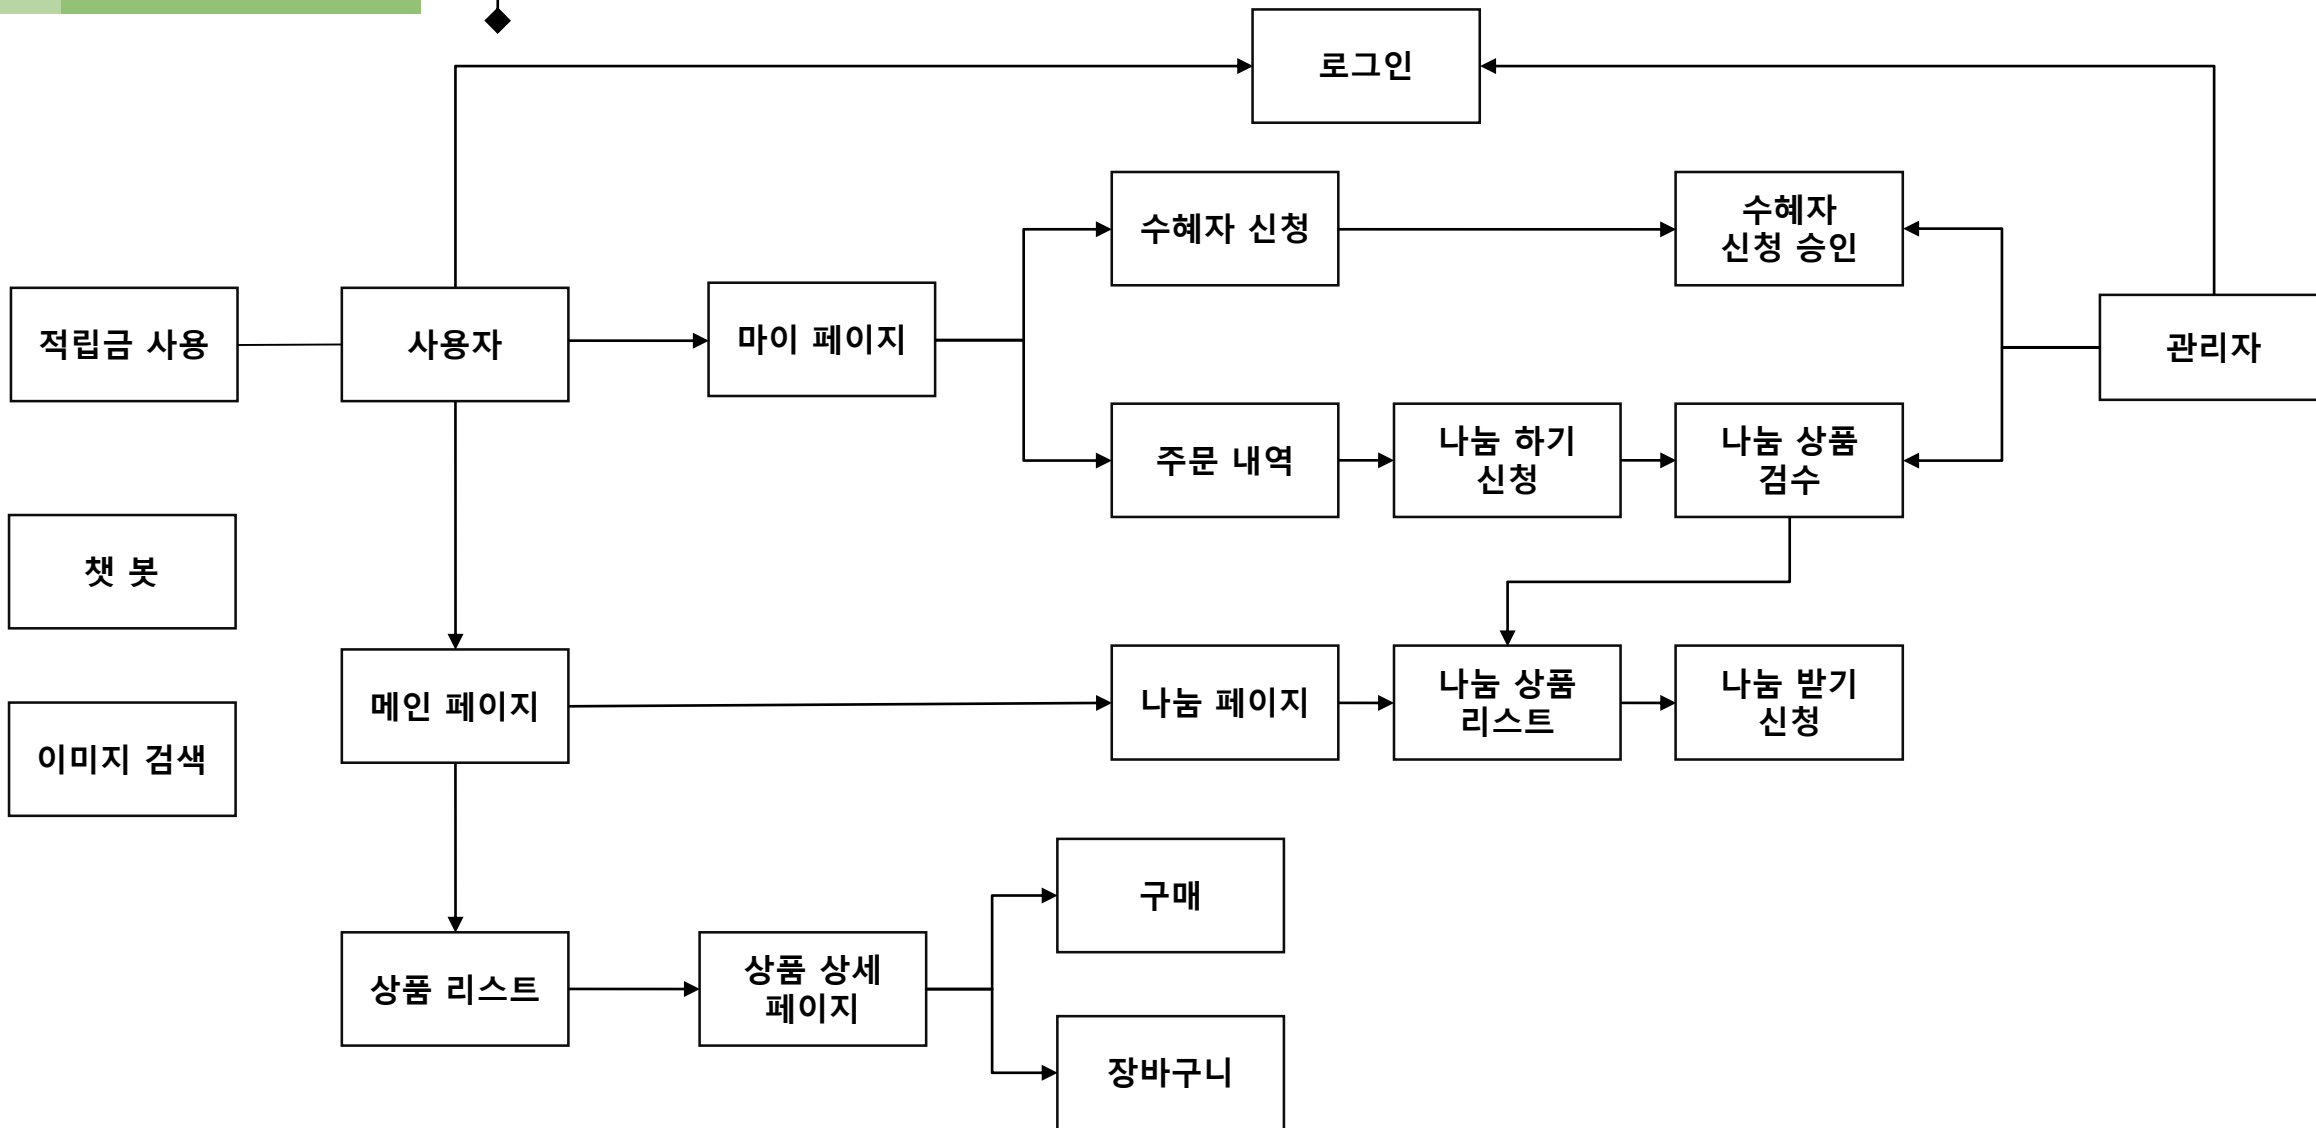 로그인
수혜자 신청
수혜자
신청 승인
적립금 사용
사용자
마이 페이지
관리자
주문 내역
나눔 하기
신청
나눔 상품
검수
챗 봇
메인 페이지
나눔 페이지
나눔 상품
리스트
나눔 받기
신청
이미지 검색
구매
상품 리스트
상품 상세
페이지
장바구니